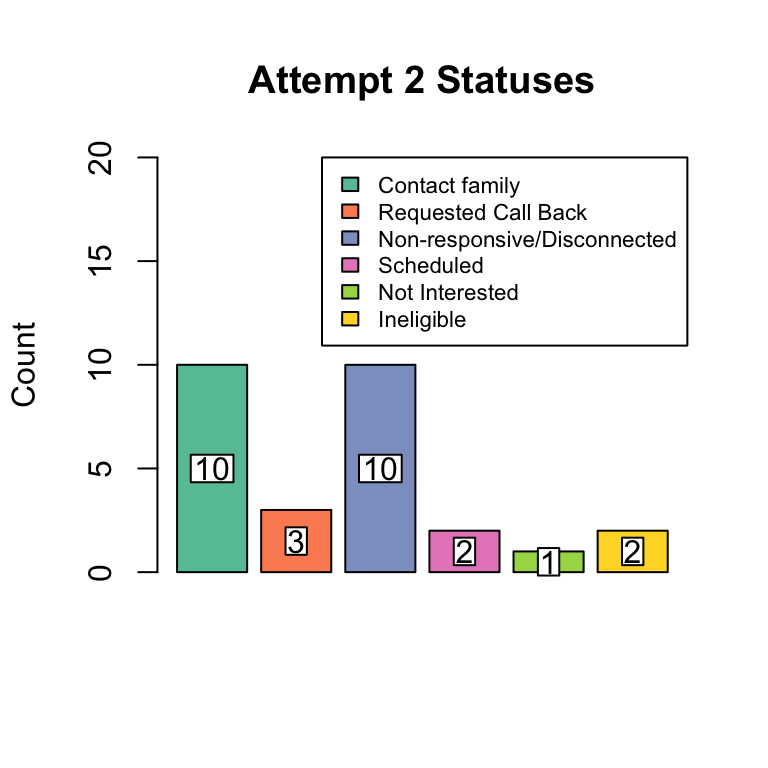 Attempt 2 Statuses
Count
20
15
10
5
0
Contact family
Requested Call Back
Non-responsive/Disconnected
Scheduled
Not Interested
Ineligible
10
3
10
2
1
2